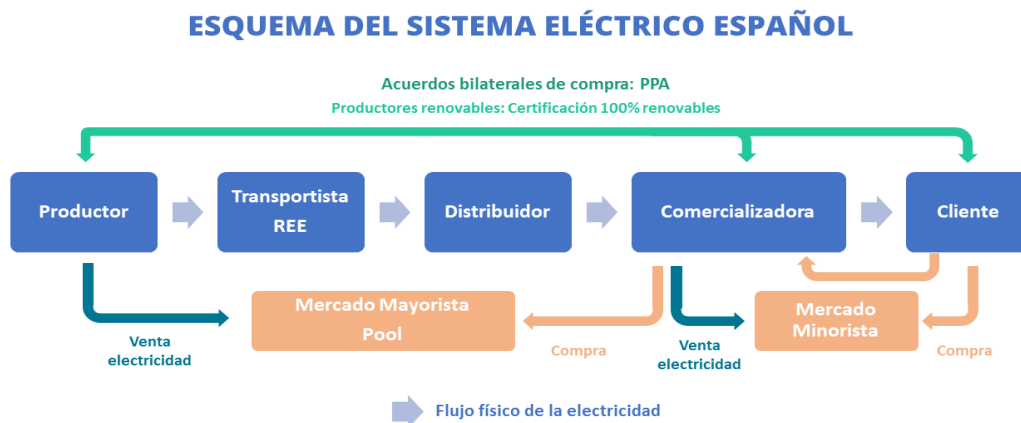 ESQUEMA DEL SISTEMA ELÉCTRICO ESPAÑOL
Acuerdos bilaterales de compra: PPA
Productores renovables: Certificación 100% renovables
Productor
Transportista
REE
Distribuidor
Comercializadora
Cliente
Mercado Mayorista
Pool
Mercado
Minorista
Venta
electricidad
Compra
Venta
electricidad
Compra
Flujo físico de la electricidad